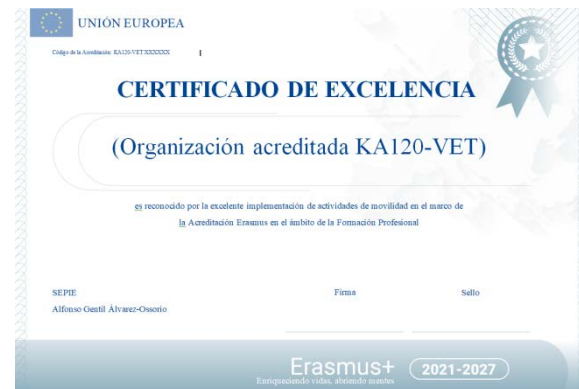 UNIÓN EUROPEA
Código de la Acreditación: KA120-VET XXXXXX
CERTIFICADO DE EXCELENCIA
(Organización acreditada KA120-VET)
es reconocido por la excelente implementación de actividades de movilidad en el marco de
la Acreditación Erasmus en el ámbito de la Formación Profesional
SEPIE Firma Sello
Alfonso Gentil Álvarez-Ossorio
Erasmus+ 2021-2027
Enriqueciendo vidas, abriendo mentes